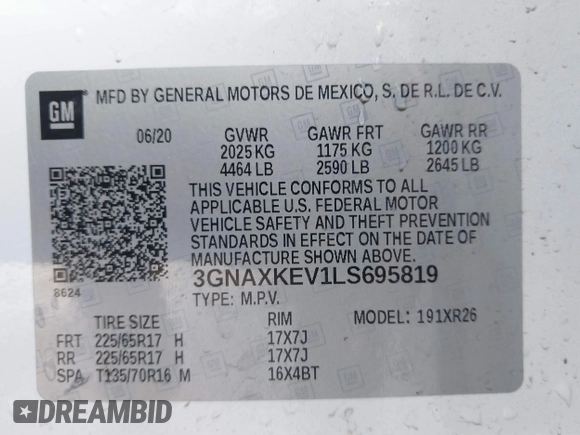 GM MFD BY GENERAL MOTORS DE MEXICO, S. DE R.L. DE C.V.
06/20 GVWR GAWR FRT GAWR RR
2025 KG 1175 KG 1200 KG
4464 LB 2590 LB 2645 LB
THIS VEHICLE CONFORMS TO ALL
APPLICABLE U.S. FEDERAL MOTOR
VEHICLE SAFETY AND THEFT PREVENTION
STANDARDS IN EFFECT ON THE DATE OF
MANUFACTURE SHOWN ABOVE.
8624
3GNAXKEV1LS695819
TYPE: M.P.V.
TIRE SIZE RIM MODEL: 191XR26
FRT 225/65R17 H 17X7J
RR 225/65R17 H 17X7J
SPA T135/70R16 M 16X4BT
DREAMBID